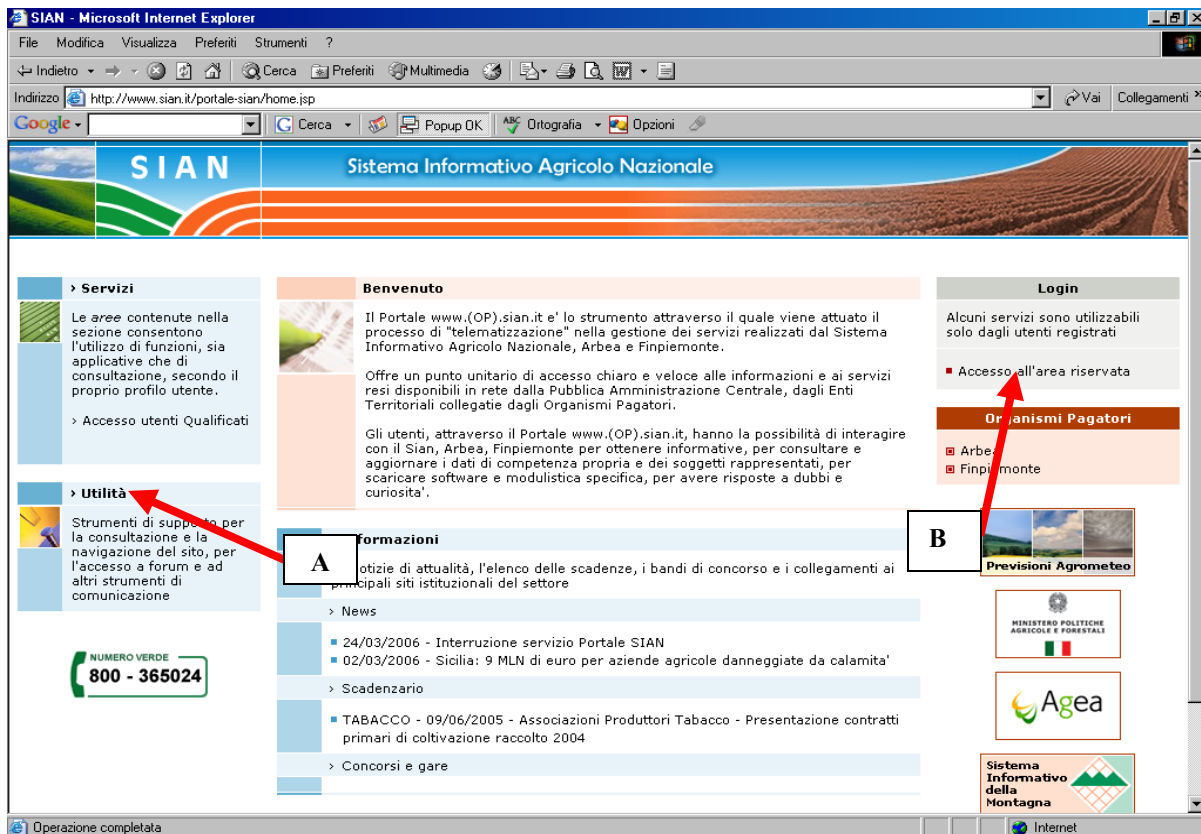 SIAN - Microsoft Internet Explorer
File Modifica Visualizza Preferiti Strumenti ?
Indietro Cerca Preferiti Multimedia
Indirizzo http://www.sian.it/portale-sian/home.jsp Vai Collegamenti »
Google Cerca Popup OK ABC Ortografia Opzioni
SIAN Sistema Informativo Agricolo Nazionale
› Servizi
Le aree contenute nella
sezione consentono
l'utilizzo di funzioni, sia
applicative che di
consultazione, secondo il
proprio profilo utente.
› Accesso utenti Qualificati
› Utilità
Strumenti di supporto per
la consultazione e la
navigazione del sito, per
l'accesso a forum e ad
altri strumenti di
comunicazione
NUMERO VERDE
800 - 365024
Benvenuto
Il Portale www.(OP).sian.it e' lo strumento attraverso il quale viene attuato il
processo di "telematizzazione" nella gestione dei servizi realizzati dal Sistema
Informativo Agricolo Nazionale, Arbea e Finpiemonte.
Offre un punto unitario di accesso chiaro e veloce alle informazioni e ai servizi
resi disponibili in rete dalla Pubblica Amministrazione Centrale, dagli Enti
Territoriali collegatie dagli Organismi Pagatori.
Gli utenti, attraverso il Portale www.(OP).sian.it, hanno la possibilità di interagire
con il Sian, Arbea, Finpiemonte per ottenere informative, per consultare e
aggiornare i dati di competenza propria e dei soggetti rappresentati, per
scaricare software e modulistica specifica, per avere risposte a dubbi e
curiosita'.
A
formazioni
otizie di attualità, l'elenco delle scadenze, i bandi di concorso e i collegamenti ai
principali siti istituzionali del settore
› News
24/03/2006 - Interruzione servizio Portale SIAN
02/03/2006 - Sicilia: 9 MLN di euro per aziende agricole danneggiate da calamita'
› Scadenzario
TABACCO - 09/06/2005 - Associazioni Produttori Tabacco - Presentazione contratti
primari di coltivazione raccolto 2004
› Concorsi e gare
Login
Alcuni servizi sono utilizzabili
solo dagli utenti registrati
Accesso all'area riservata
Organismi Pagatori
Arbea
Finpiemonte
B
Previsioni Agrometeo
MINISTERO POLITICHE
AGRICOLE E FORESTALI
Agea
Sistema
Informativo
della
Montagna
Operazione completata Internet